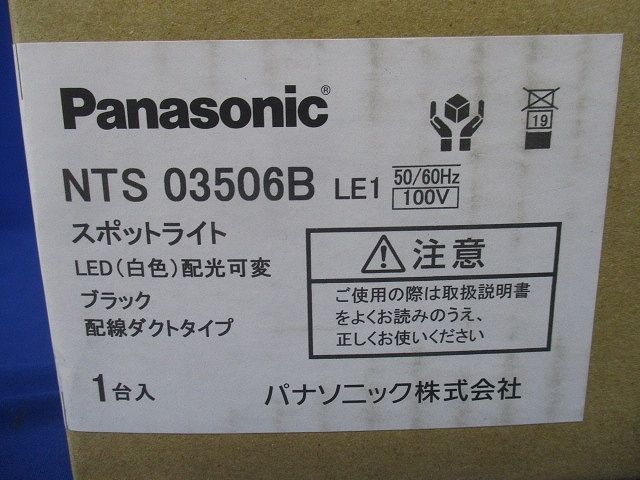 Panasonic®
NTS 03506B LE1 50/60Hz 100V
スポットライト
LED(白色)配光可変
ブラック
配線ダクトタイプ
1台入
19
注意
ご使用の際は取扱説明書
をよくお読みのうえ、
正しくお使いください
パナソニック株式会社